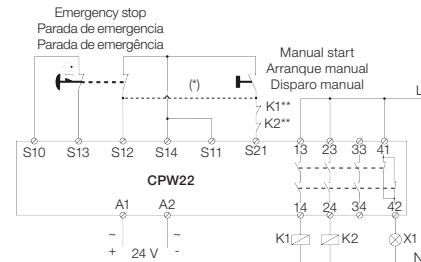 Emergency stop
Parada de emergencia
Parada de emergência
Manual start
Arranque manual
Disparo manual
(*)
L
K1**
K2**
S10 S13 S12 S14 S11 S21 13 23 33 41
CPW22
A1 A2 14 24 34 42
~ ~ K1 K2 X1
+ 24 V -
N